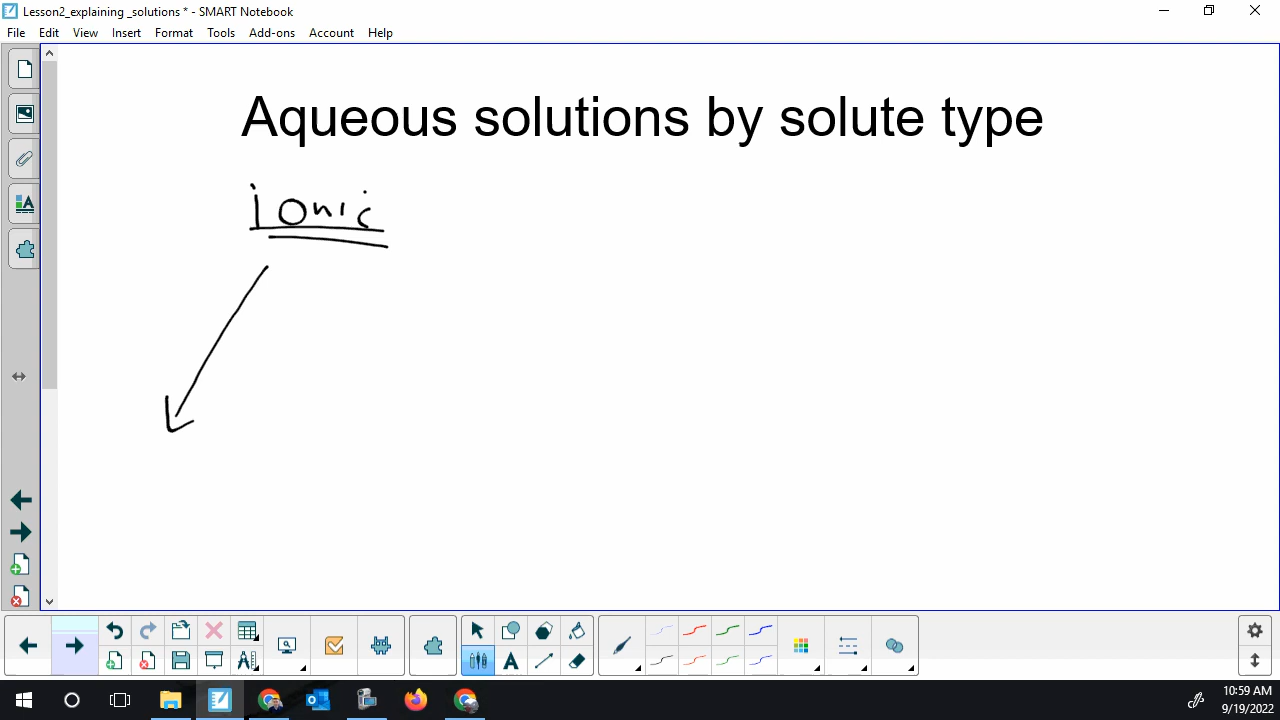 Lesson2_explaining _solutions * - SMART Notebook
File Edit View Insert Format Tools Add-ons Account Help
Aqueous solutions by solute type
ionic
10:59 AM
9/19/2022